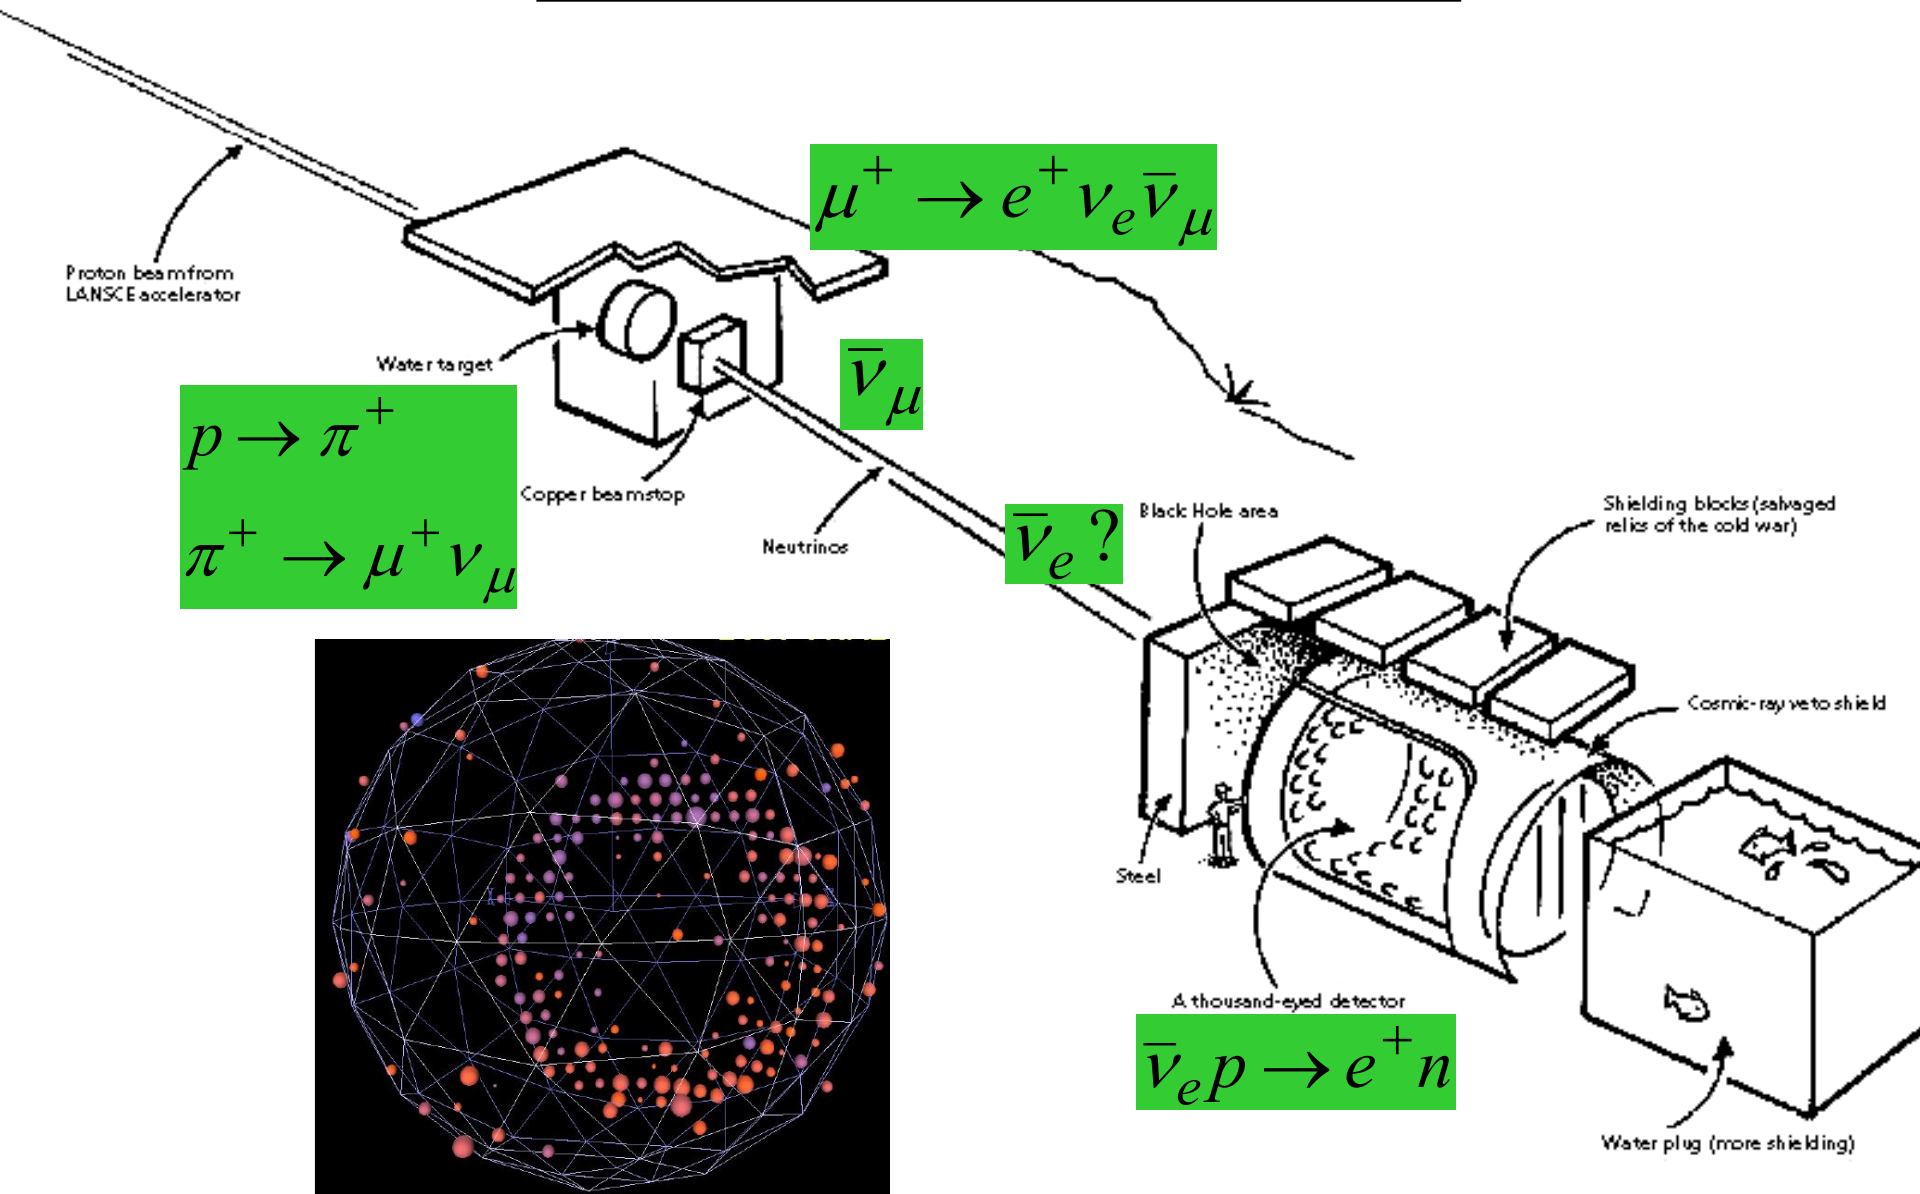 μ⁺ → e⁺ ν_e ν̅_μ
Proton beam from
LANSCE accelerator
Water target
ν̅_μ
p → π⁺
π⁺ → μ⁺ ν_μ
Copper beamstop
Neutrinos
ν̅_e ?
Black Hole area
Shielding blocks (salvaged
relics of the cold war)
Cosmic-ray veto shield
Steel
A thousand-eyed detector
ν̅_e p → e⁺ n
Water plug (more shielding)